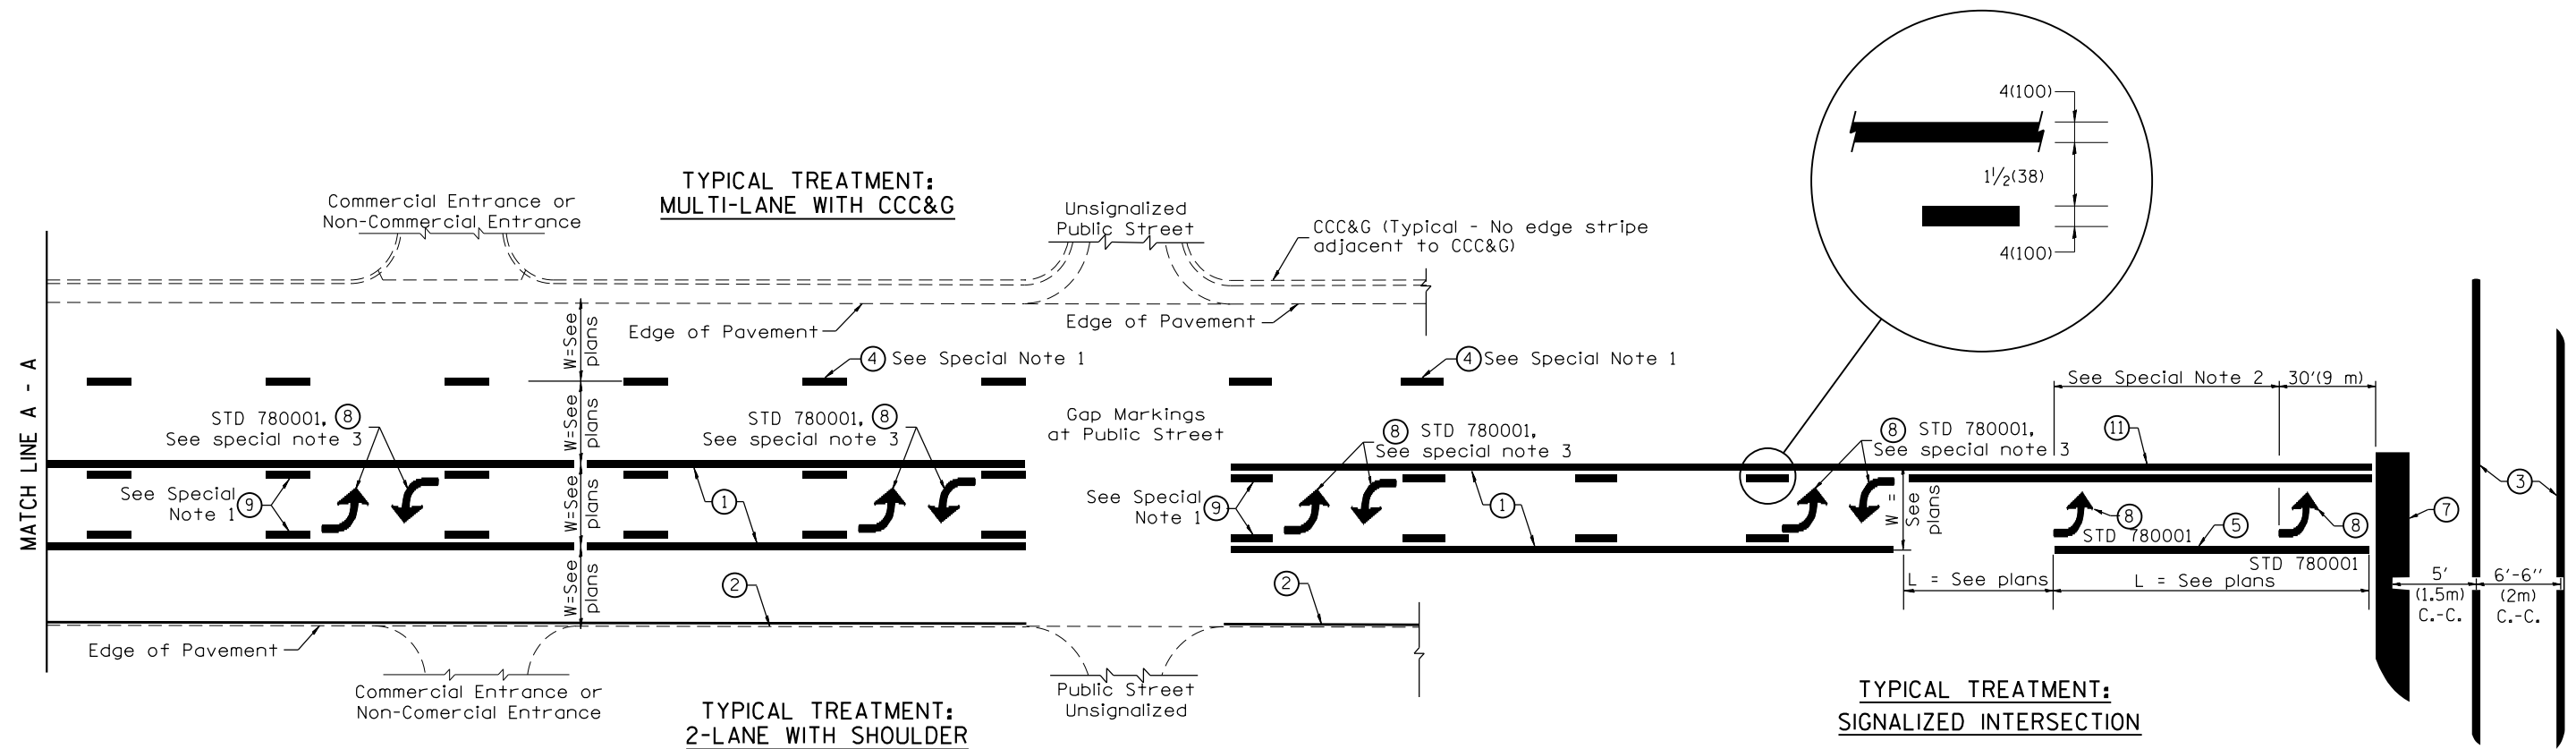 TYPICAL TREATMENT:
MULTI-LANE WITH CCC&G
Commercial Entrance or
Non-Commercial Entrance
Unsignalized
Public Street
CCC&G (Typical - No edge stripe
adjacent to CCC&G)
4(100)
1 1/2(38)
4(100)
Edge of Pavement
Edge of Pavement
MATCH LINE A - A
W=See
plans
W=See
plans
W=See
plans
W=See
plans
4 See Special Note 1
4 See Special Note 1
STD 780001, 8
See special note 3
STD 780001, 8
See special note 3
Gap Markings
at Public Street
8 STD 780001,
See special note 3
8 STD 780001,
See special note 3
See Special Note 2
30'(9 m)
11
See Special
Note 1
9
1
See Special
Note 1
9
1
W =
See
plans
8
STD 780001
5
8
STD 780001
7
3
2
2
L = See plans
L = See plans
5'
(1.5m)
C.-C.
6'-6''
(2m)
C.-C.
Edge of Pavement
Commercial Entrance or
Non-Comercial Entrance
Public Street
Unsignalized
TYPICAL TREATMENT:
2-LANE WITH SHOULDER
TYPICAL TREATMENT:
SIGNALIZED INTERSECTION